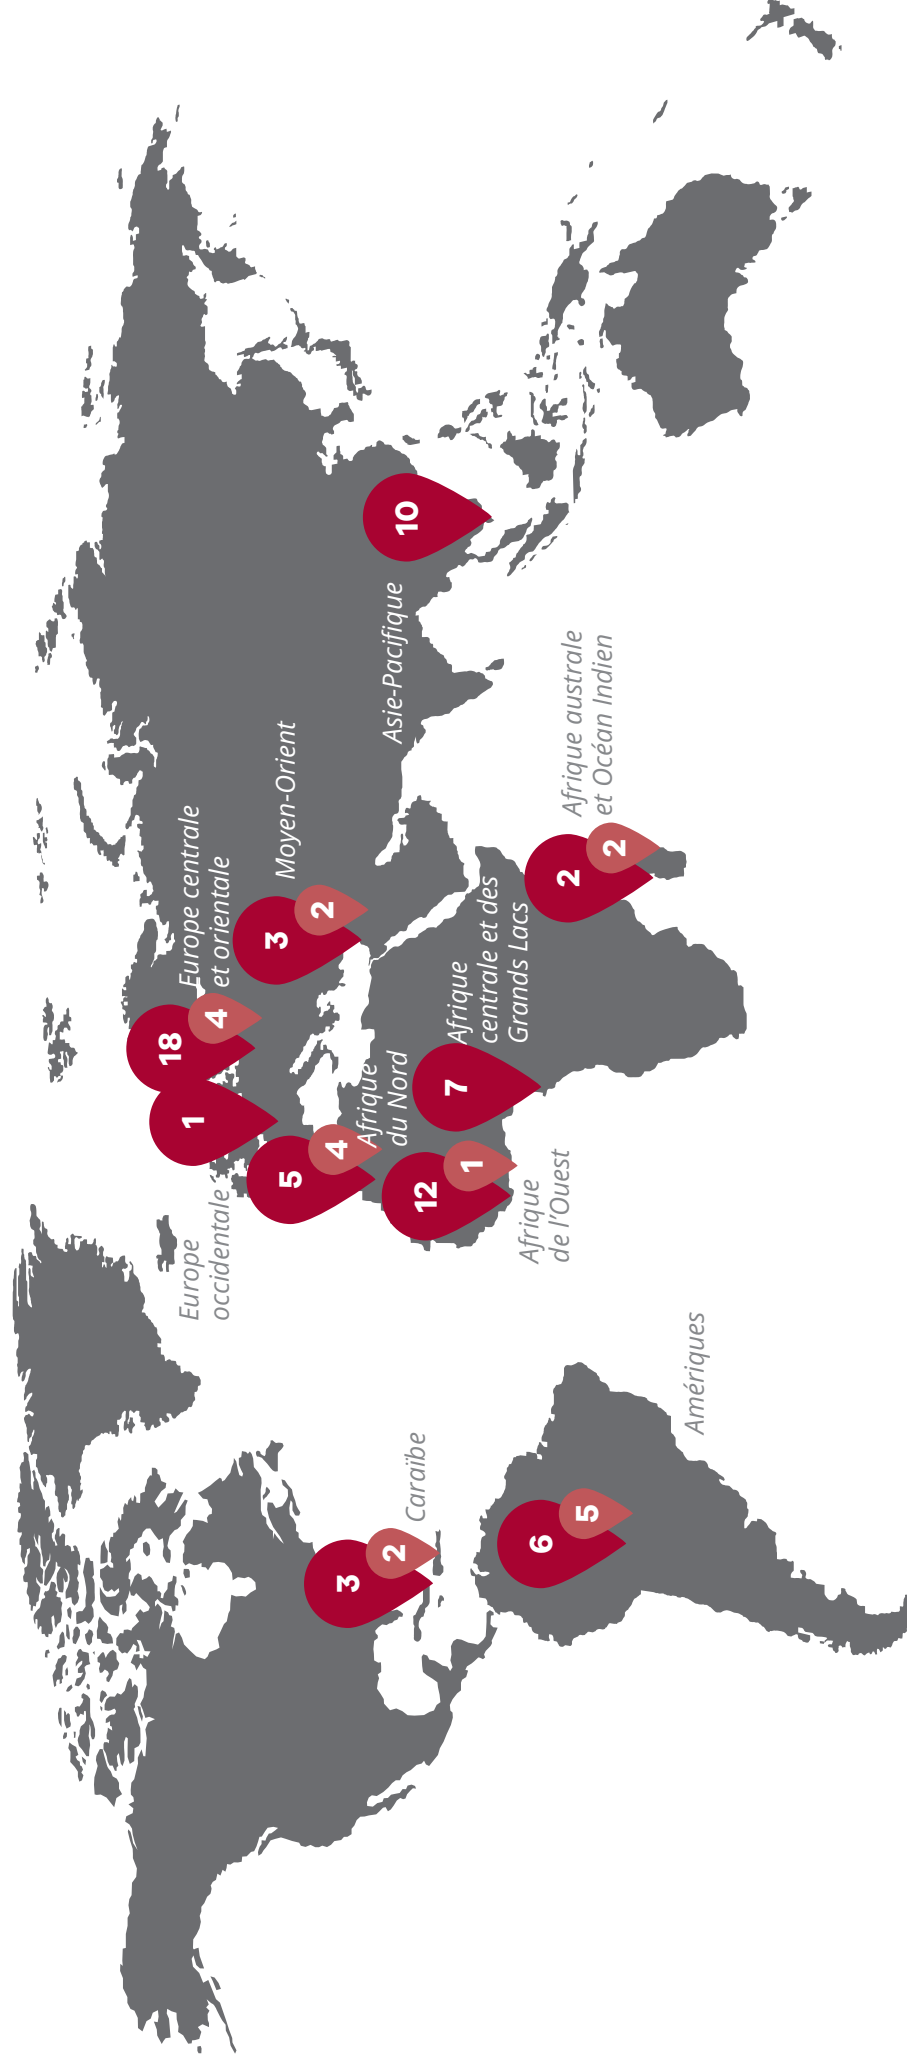 Europe
occidentale
1
Europe centrale
et orientale
18
4
Moyen-Orient
3
2
Asie-Pacifique
10
Afrique
du Nord
5
4
Afrique
de l'Ouest
12
1
Afrique
centrale et des
Grands Lacs
7
Afrique australe
et Océan Indien
2
2
Caraïbe
3
2
Amériques
6
5